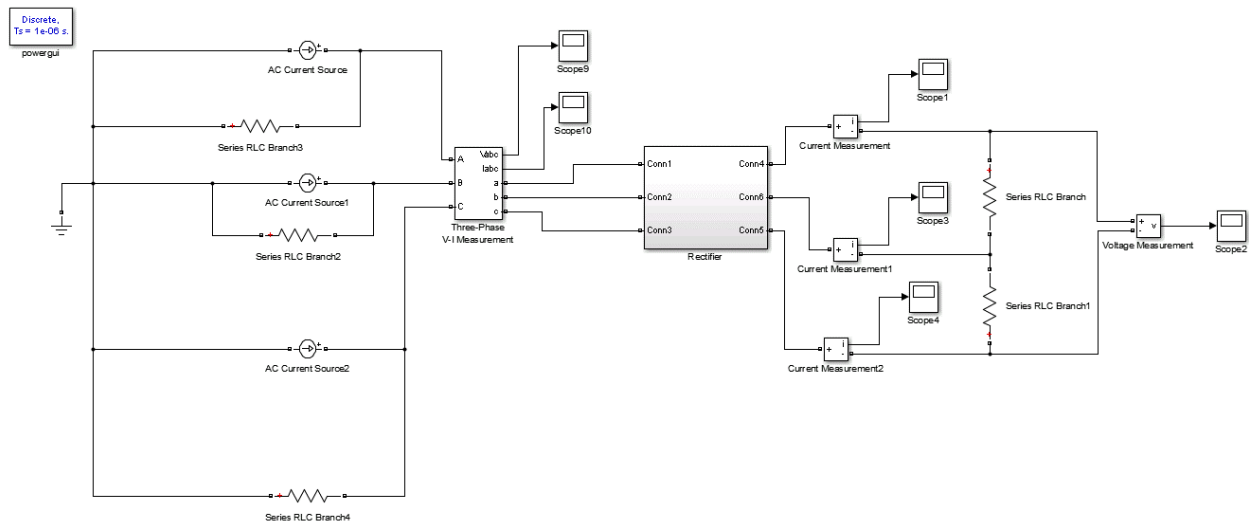 Discrete,
Ts = 1e-06 s.
powergui
AC Current Source
Series RLC Branch3
AC Current Source1
Series RLC Branch2
AC Current Source2
Series RLC Branch4
Scope9
Scope10
A
B
C
Vabc
Iabc
a
b
c
Three-Phase
V-I Measurement
Conn1
Conn2
Conn3
Conn4
Conn6
Conn5
Rectifier
Scope1
+
i
-
Current Measurement
Scope3
+
i
-
Current Measurement1
Scope4
+
i
-
Current Measurement2
Series RLC Branch
Series RLC Branch1
+
-
v
Voltage Measurement
Scope2